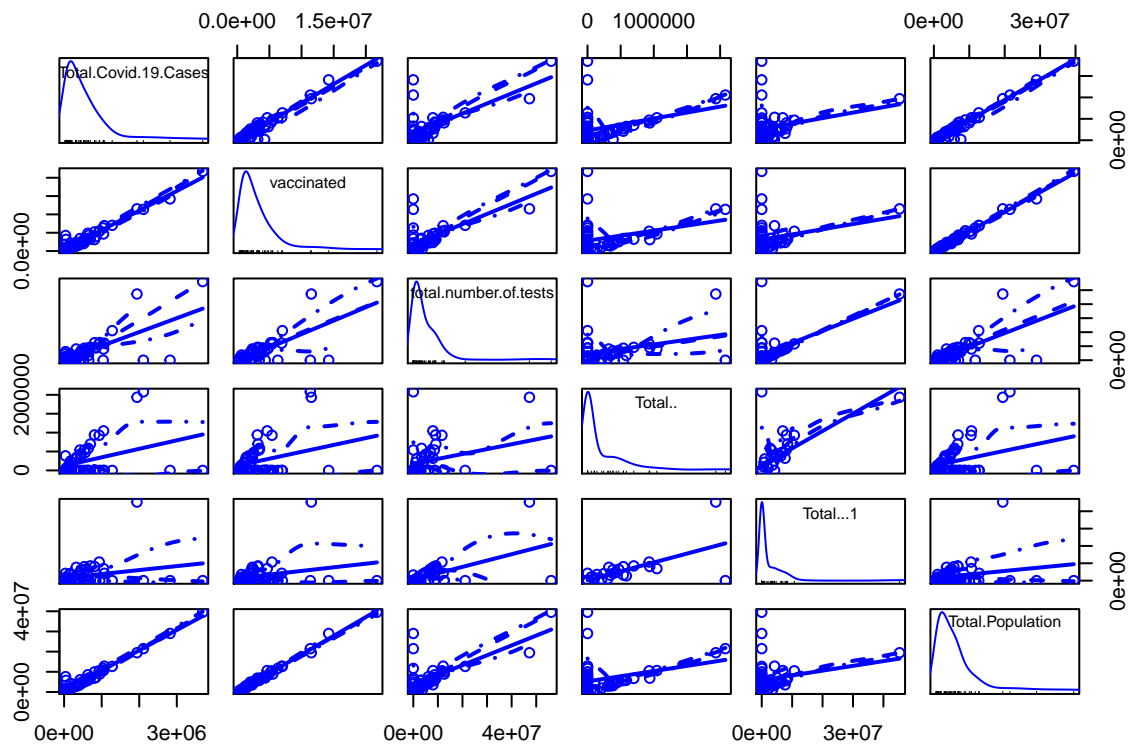 0.0e+00 1.5e+07 0 1000000 0e+00 3e+07
Total.Covid.19.Cases
0e+00
vaccinated
0.0e+00
total.number.of.tests
0e+00
Total..
0 2000000
Total...1
0e+00
Total.Population
0e+00 4e+07
0e+00 3e+06 0e+00 4e+07 0e+00 3e+07